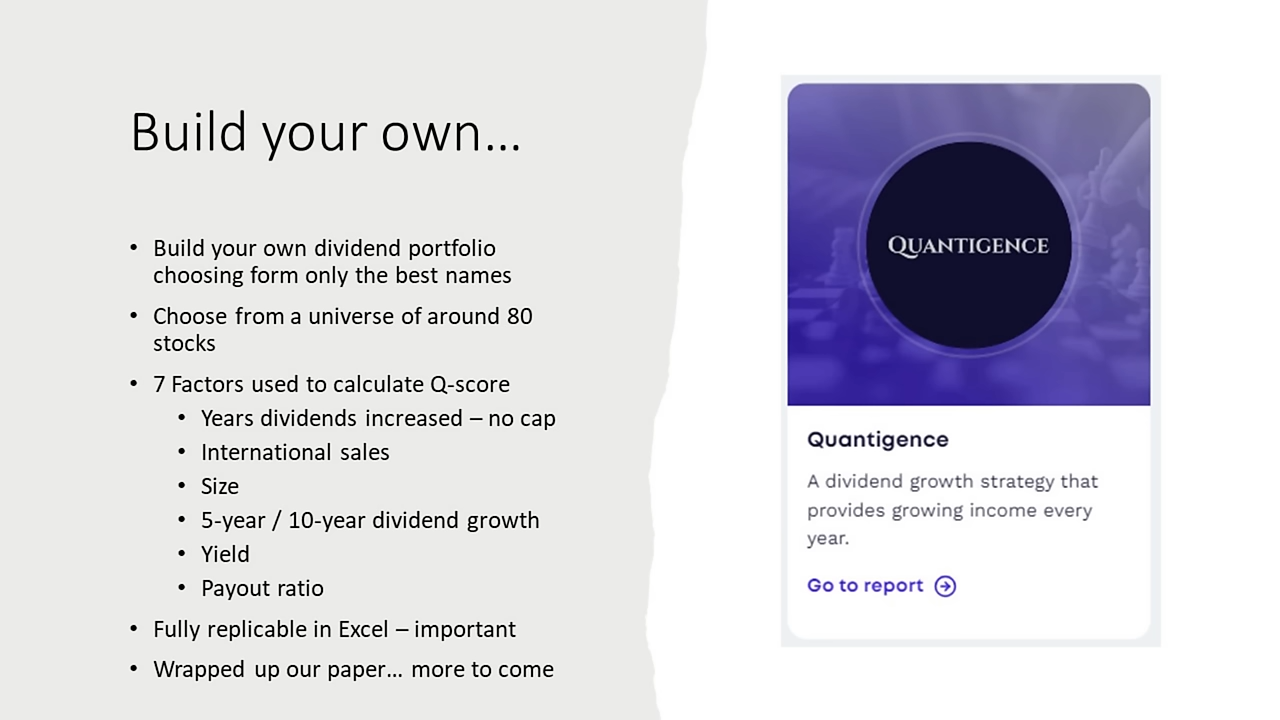 Build your own...
• Build your own dividend portfolio
choosing form only the best names
• Choose from a universe of around 80
stocks
• 7 Factors used to calculate Q-score
• Years dividends increased – no cap
• International sales
• Size
• 5-year / 10-year dividend growth
• Yield
• Payout ratio
• Fully replicable in Excel – important
• Wrapped up our paper... more to come
QUANTIGENCE
Quantigence
A dividend growth strategy that
provides growing income every
year.
Go to report